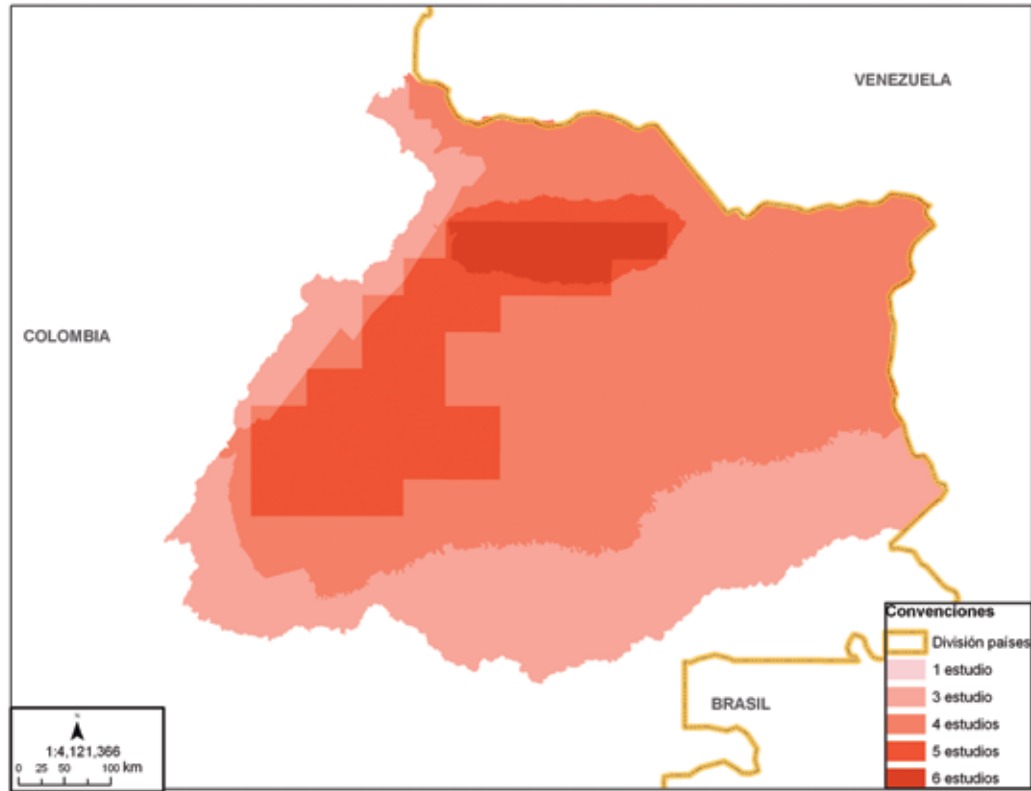 VENEZUELA
COLOMBIA
BRASIL
Convenciones
División países
1 estudio
3 estudio
4 estudios
5 estudios
6 estudios
N
1:4,121,366
0 25 50 100 km